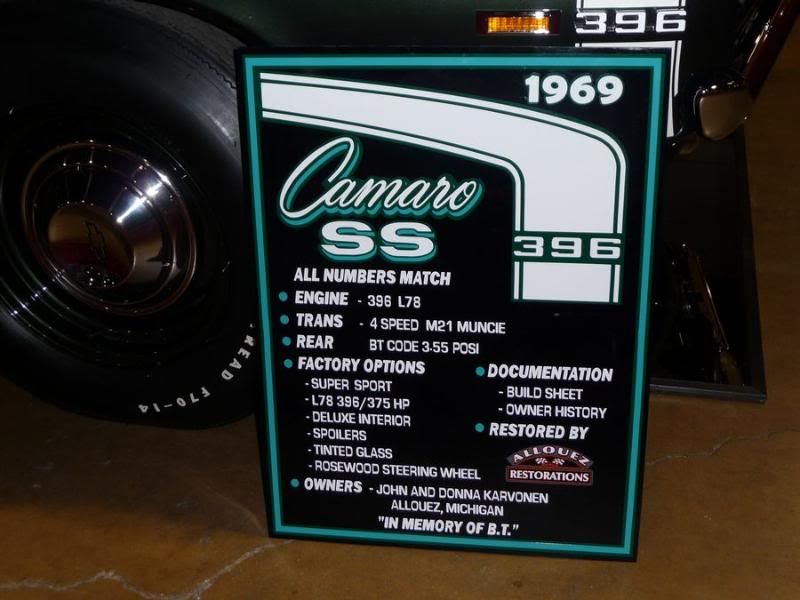 396
1969
Camaro
SS
396
ALL NUMBERS MATCH
• ENGINE - 396 L78
• TRANS - 4 SPEED M21 MUNCIE
• REAR BT CODE 3.55 POSI
• FACTORY OPTIONS
- SUPER SPORT
- L78 396/375 HP
- DELUXE INTERIOR
- SPOILERS
- TINTED GLASS
- ROSEWOOD STEERING WHEEL
• DOCUMENTATION
- BUILD SHEET
- OWNER HISTORY
• RESTORED BY
ALLOUEZ
RESTORATIONS
• OWNERS - JOHN AND DONNA KARVONEN
ALLOUEZ, MICHIGAN
"IN MEMORY OF B.T."
F70-14